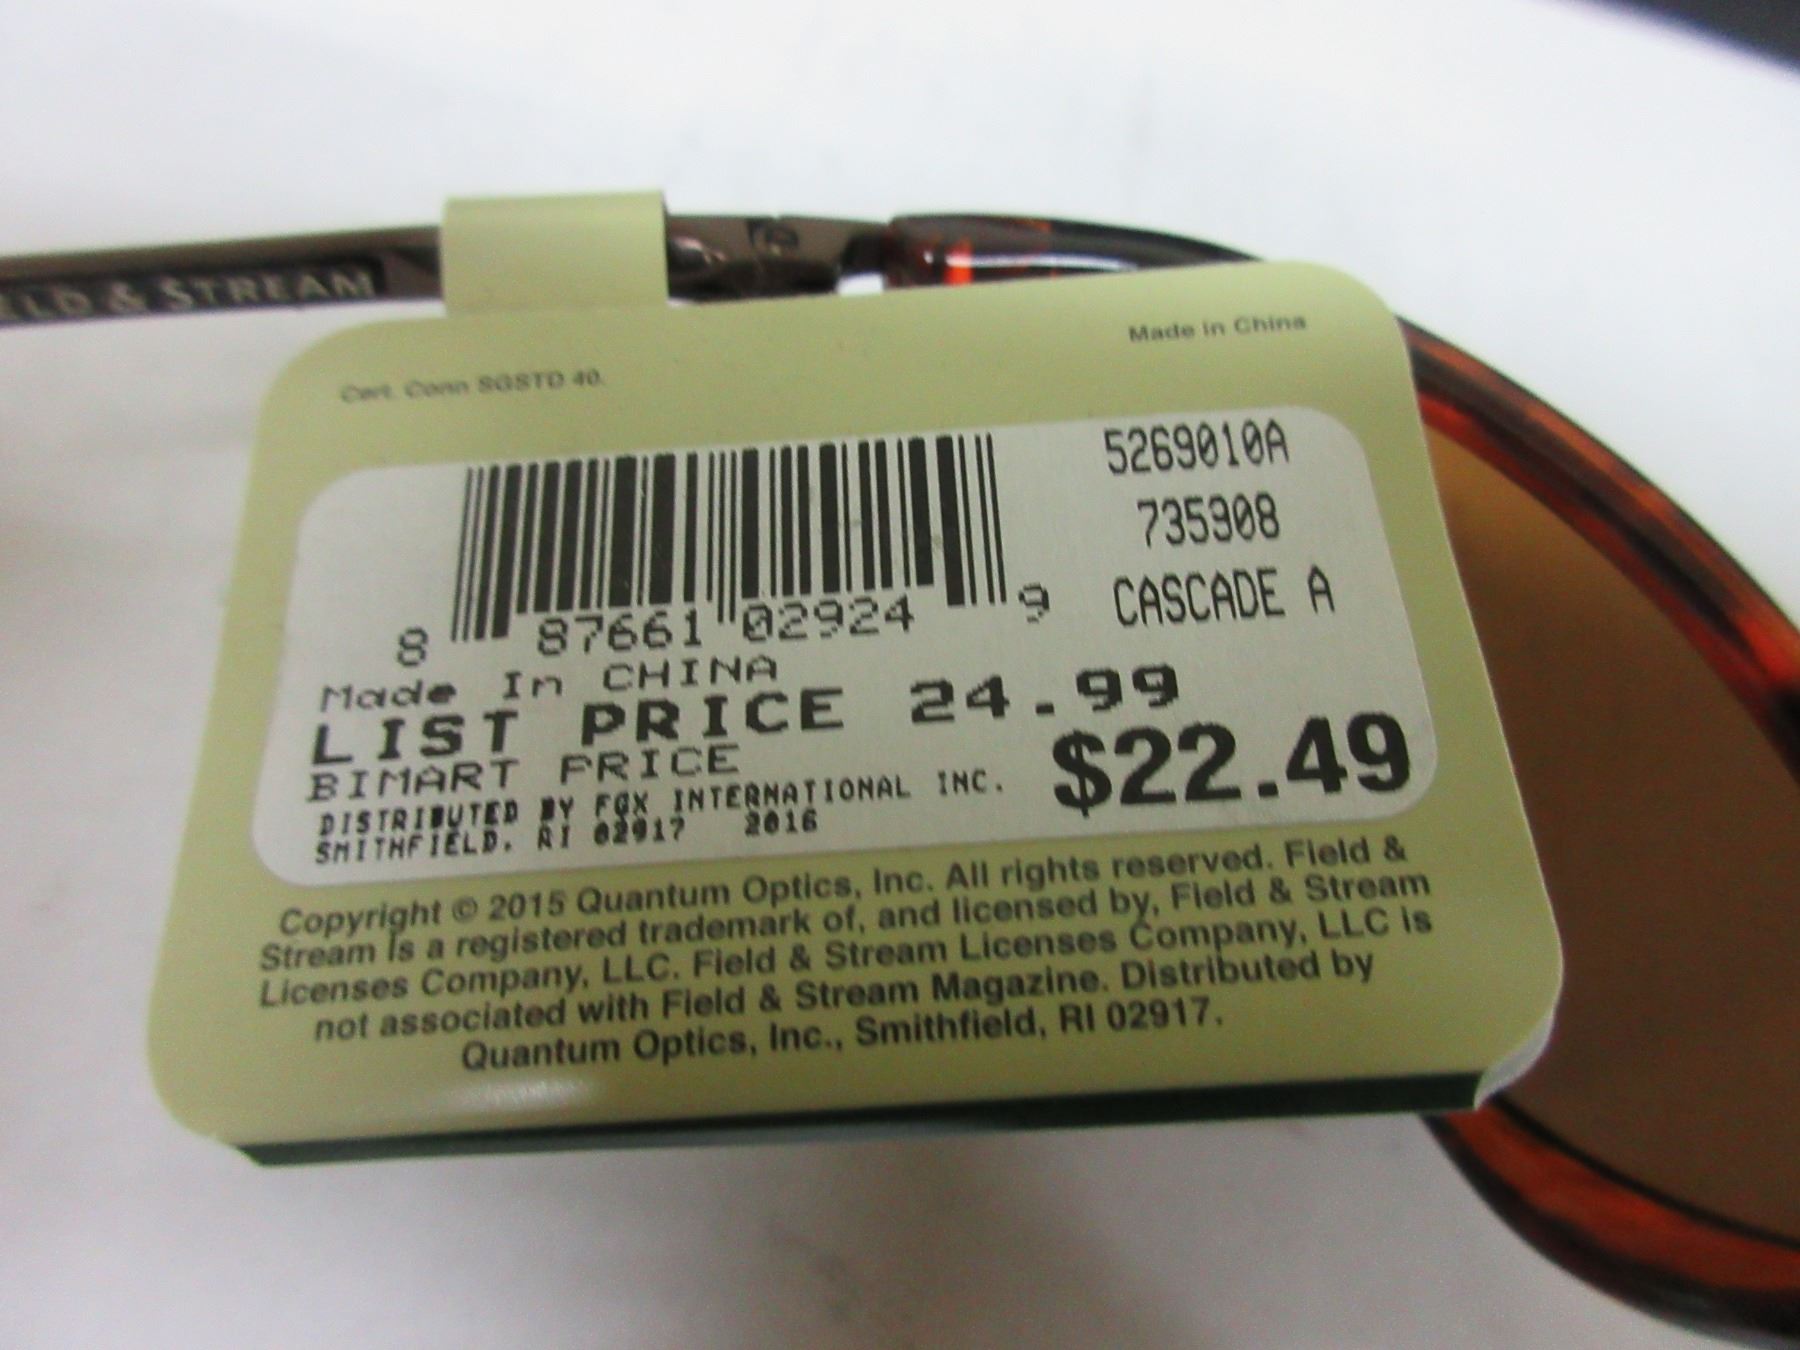 ELD & STREAM
Made in China
Cert. Conn SGSTD 40.
5269010A
735908
CASCADE A
8 87661 02924 9
Made In CHINA
LIST PRICE 24.99
BIMART PRICE $22.49
DISTRIBUTED BY FGX INTERNATIONAL INC.
SMITHFIELD, RI 02917 2016
Copyright © 2015 Quantum Optics, Inc. All rights reserved. Field &
Stream is a registered trademark of, and licensed by, Field & Stream
Licenses Company, LLC. Field & Stream Licenses Company, LLC is
not associated with Field & Stream Magazine. Distributed by
Quantum Optics, Inc., Smithfield, RI 02917.